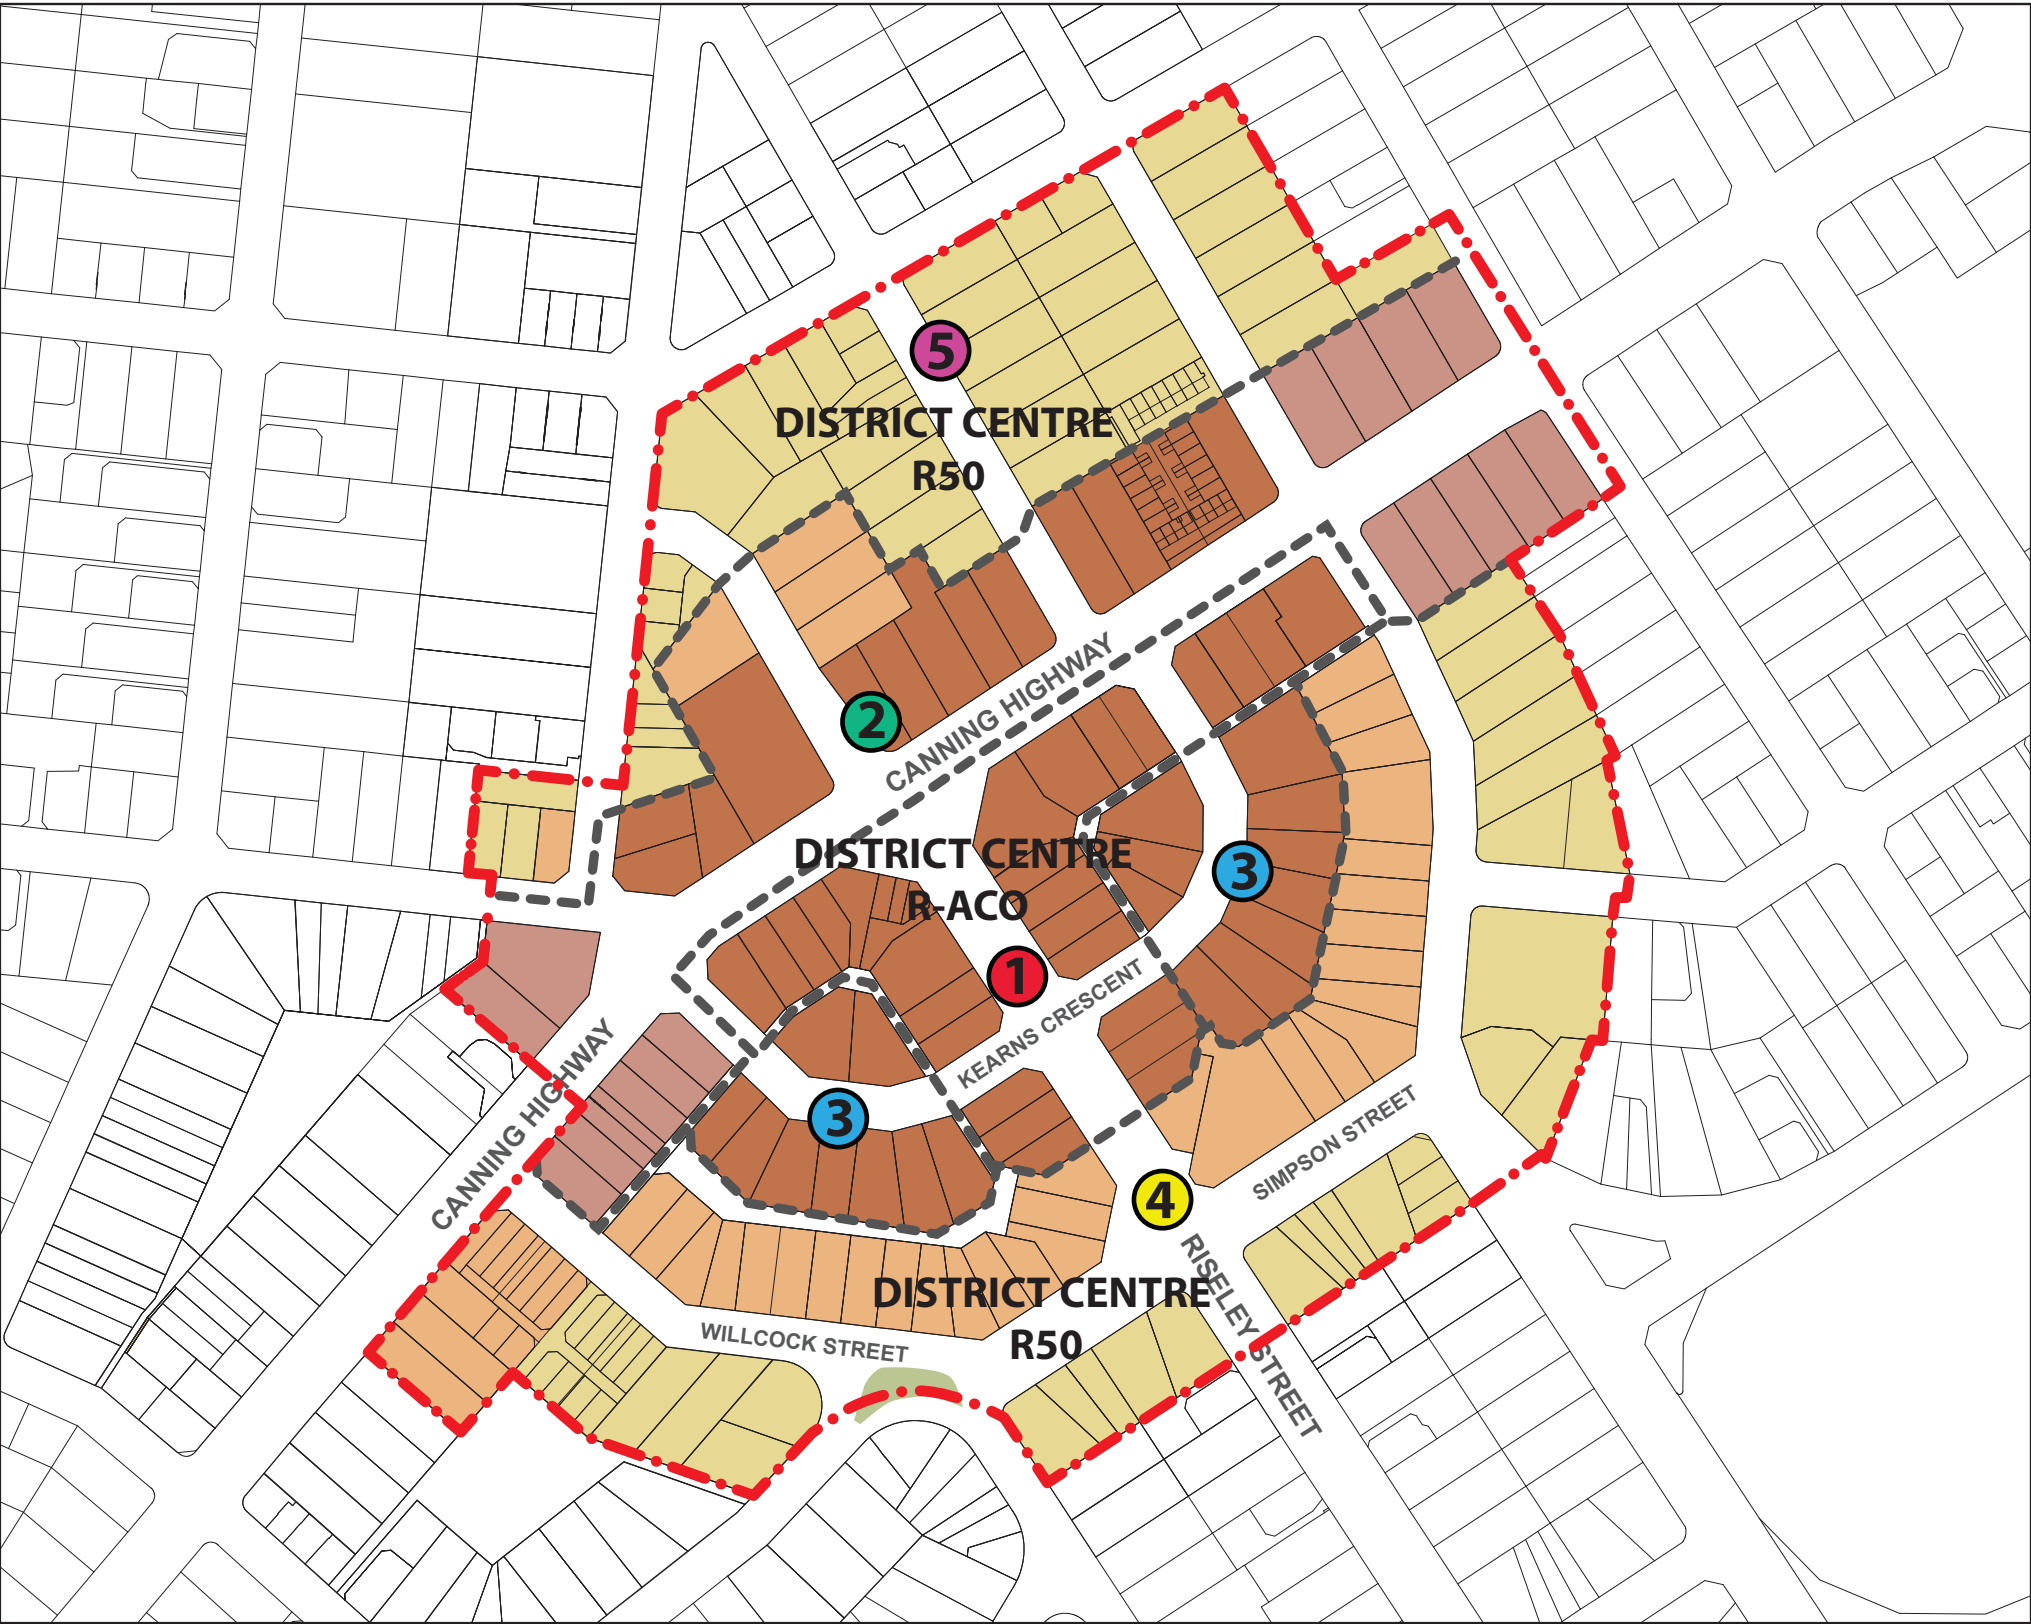 5
DISTRICT CENTRE
R50
2
CANNING HIGHWAY
DISTRICT CENTRE
R-ACO
3
1
KEARNS CRESCENT
3
CANNING HIGHWAY
SIMPSON STREET
4
DISTRICT CENTRE
R50
RISELEY STREET
WILLCOCK STREET